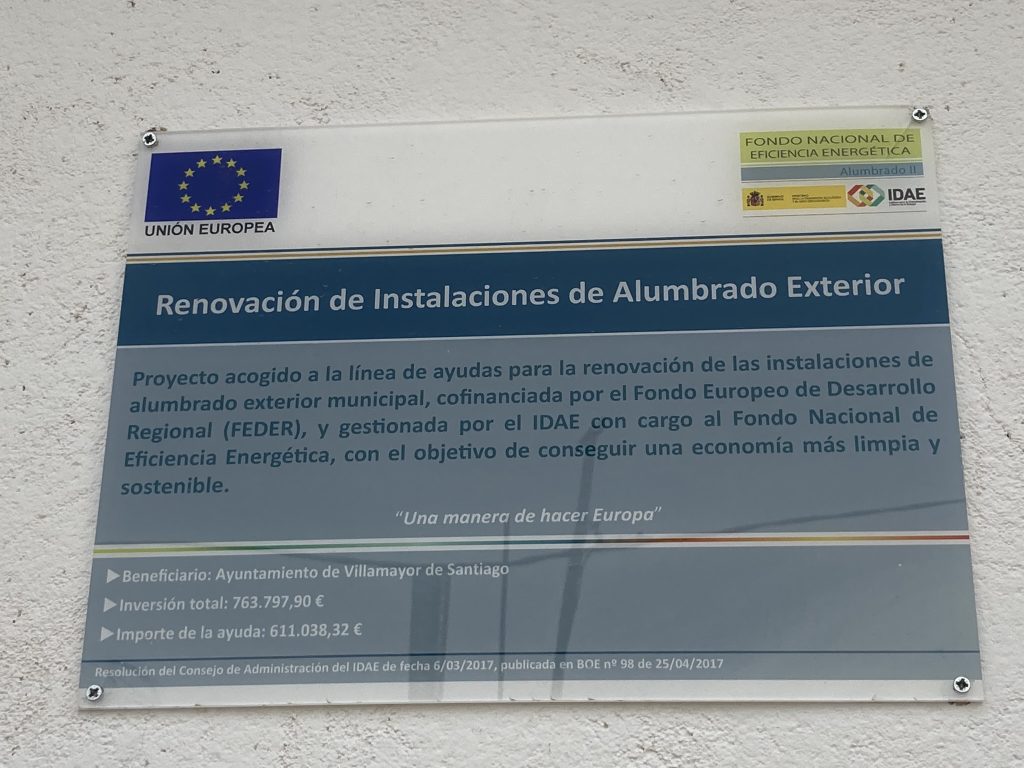 UNIÓN EUROPEA
FONDO NACIONAL DE
EFICIENCIA ENERGÉTICA
Alumbrado II
IDAE
Renovación de Instalaciones de Alumbrado Exterior
Proyecto acogido a la línea de ayudas para la renovación de las instalaciones de
alumbrado exterior municipal, cofinanciada por el Fondo Europeo de Desarrollo
Regional (FEDER), y gestionada por el IDAE con cargo al Fondo Nacional de
Eficiencia Energética, con el objetivo de conseguir una economía más limpia y
sostenible.
“Una manera de hacer Europa”
▶Beneficiario: Ayuntamiento de Villamayor de Santiago
▶Inversión total: 763.797,90 €
▶Importe de la ayuda: 611.038,32 €
Resolución del Consejo de Administración del IDAE de fecha 6/03/2017, publicada en BOE nº 98 de 25/04/2017